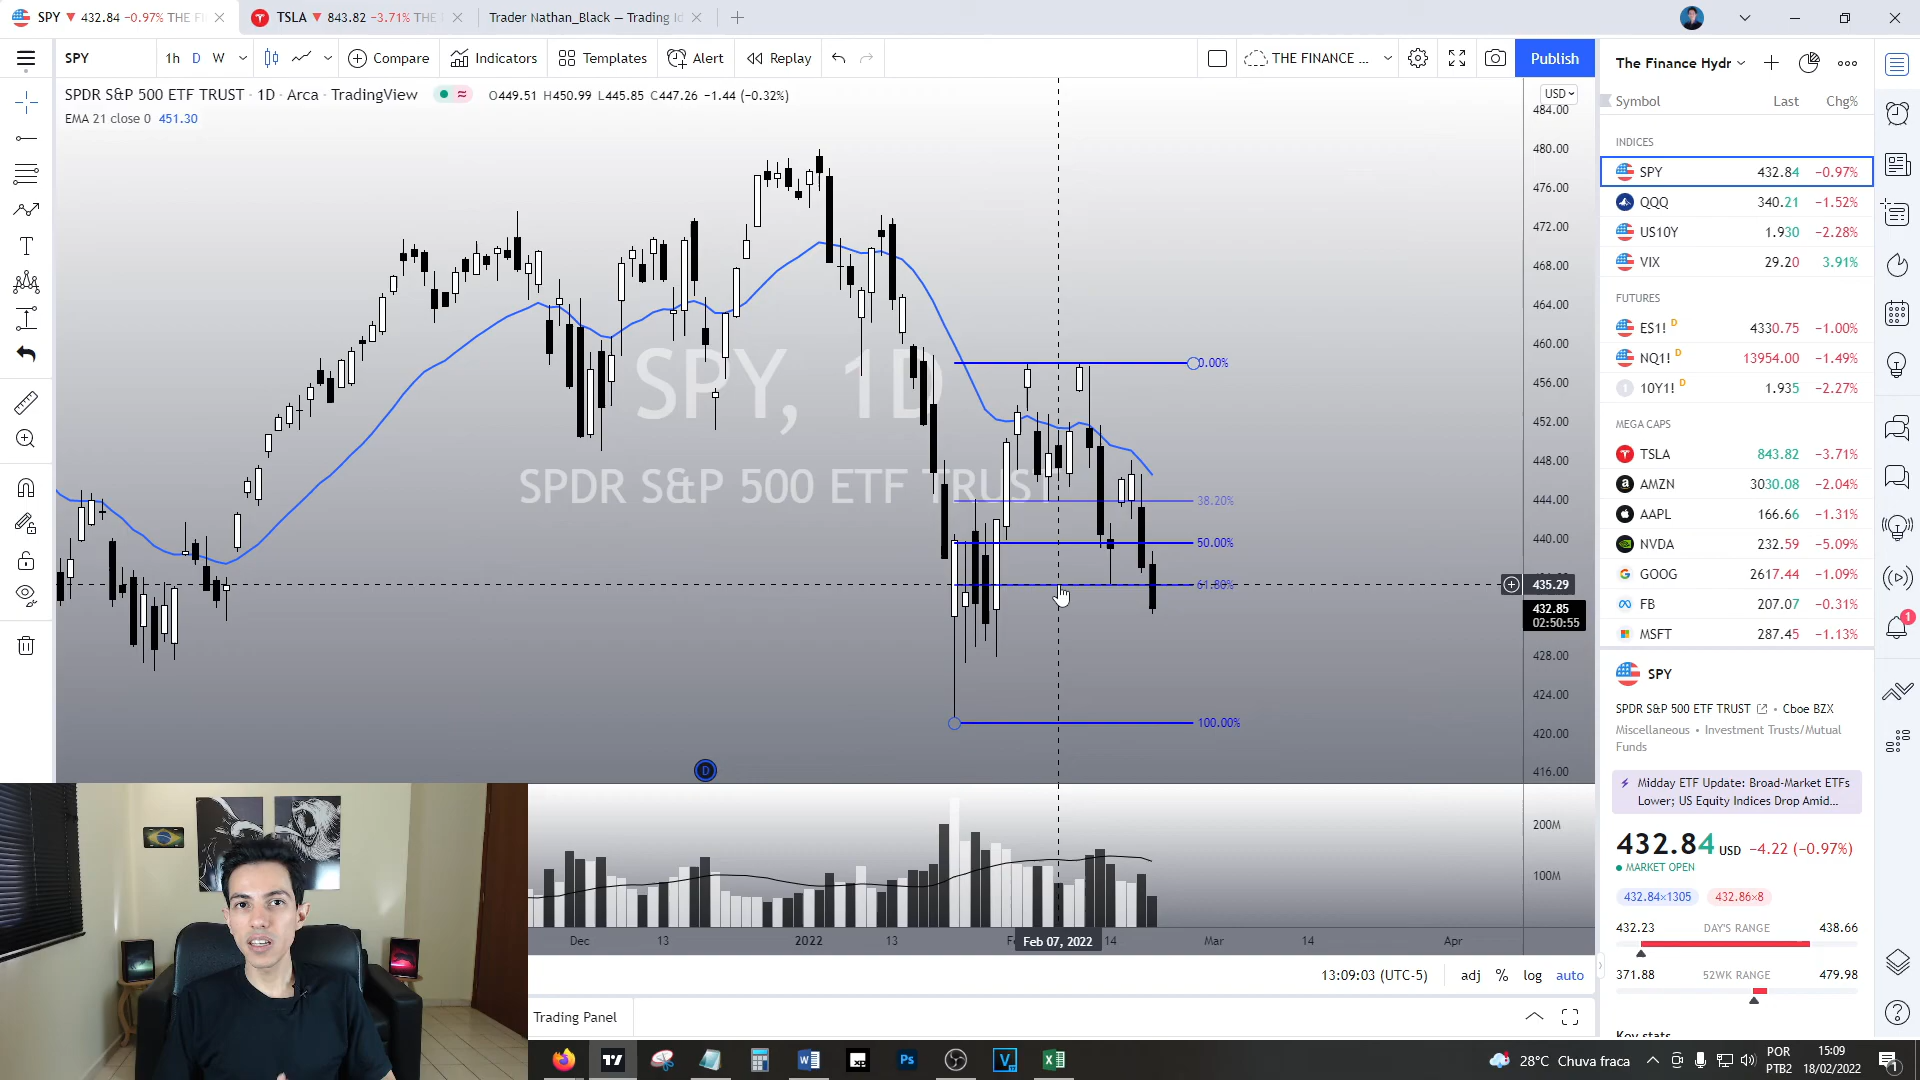 SPY ▼ 432.84 −0.97% THE FI
TSLA ▼ 843.82 −3.71% THE
Trader Nathan_Black — Trading Id
SPY
1h D W
Compare
Indicators
Templates
Alert
Replay
THE FINANCE ...
Publish
SPDR S&P 500 ETF TRUST · 1D · Arca · TradingView
O449.51 H450.99 L445.85 C447.26 −1.44 (−0.32%)
EMA 21 close 0 451.30
USD
484.00
480.00
476.00
472.00
468.00
464.00
460.00
456.00
452.00
448.00
444.00
440.00
435.29
432.85
02:50:55
428.00
424.00
420.00
416.00
SPY, 1D
SPDR S&P 500 ETF TRUST
0.00%
38.20%
50.00%
61.80%
100.00%
D
200M
100M
Dec 13 2022 13 Feb 07, 2022 14 Mar 14 Apr
13:09:03 (UTC-5) adj % log auto
Trading Panel
The Finance Hydr
Symbol Last Chg%
INDICES
SPY 432.84 −0.97%
QQQ 340.21 −1.52%
US10Y 1.930 −2.28%
VIX 29.20 3.91%
FUTURES
ES1! D 4330.75 −1.00%
NQ1! D 13954.00 −1.49%
10Y1! D 1.935 −2.27%
MEGA CAPS
TSLA 843.82 −3.71%
AMZN 3030.08 −2.04%
AAPL 166.66 −1.31%
NVDA 232.59 −5.09%
GOOG 2617.44 −1.09%
FB 207.07 −0.31%
MSFT 287.45 −1.13%
1
SPY
SPDR S&P 500 ETF TRUST • Cboe BZX
Miscellaneous • Investment Trusts/Mutual
Funds
Midday ETF Update: Broad-Market ETFs
Lower; US Equity Indices Drop Amid...
432.84 USD −4.22 (−0.97%)
MARKET OPEN
432.84×1305 432.86×8
432.23 DAY'S RANGE 438.66
371.88 52WK RANGE 479.98
Key stats
28°C Chuva fraca
POR
PTB2
15:09
18/02/2022
1